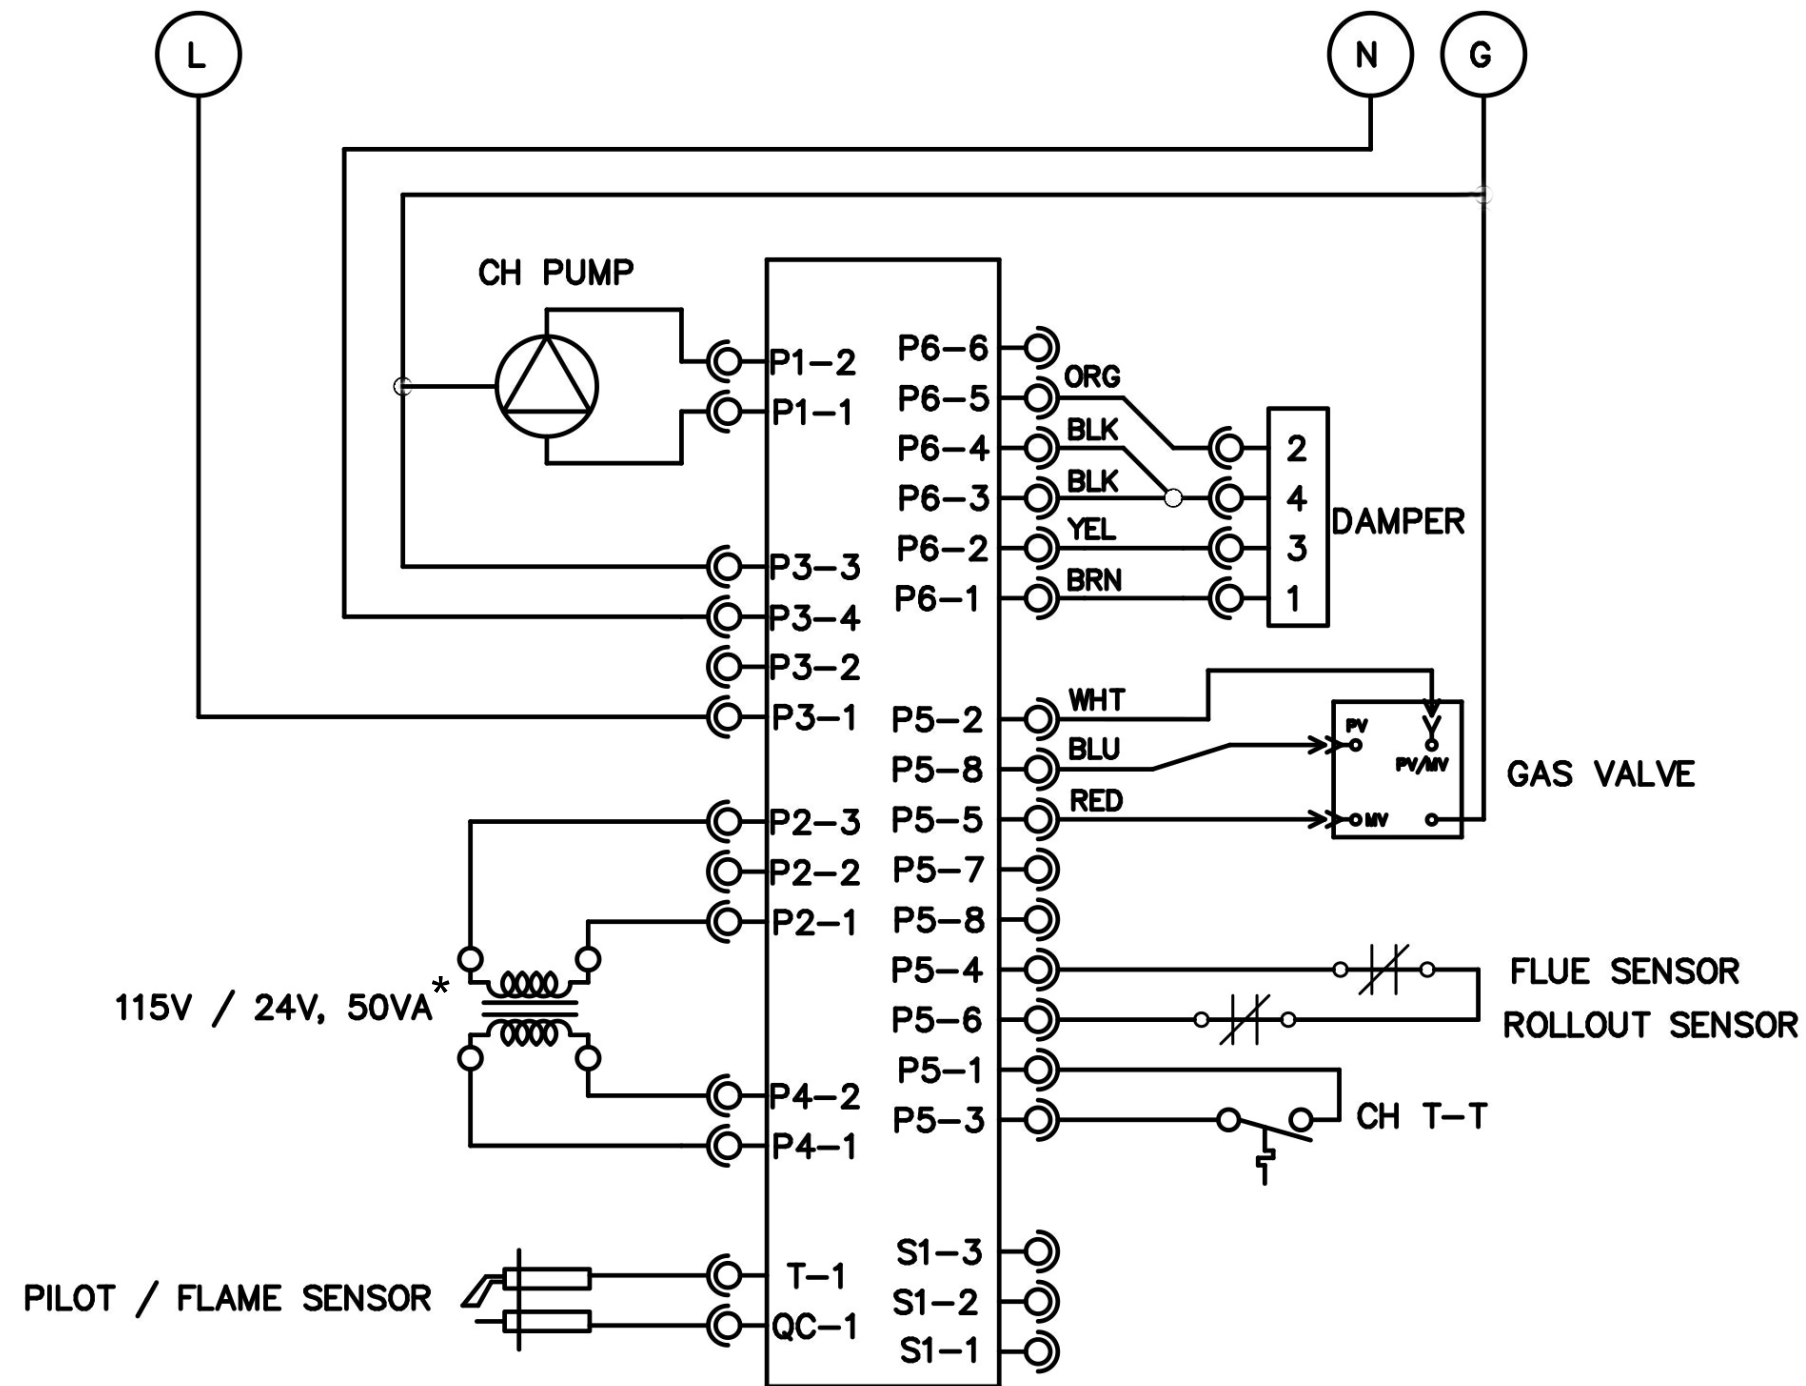 L
N
G
CH PUMP
P1-2
P1-1
P3-3
P3-4
P3-2
P3-1
P2-3
P2-2
P2-1
115V / 24V, 50VA*
P4-2
P4-1
PILOT / FLAME SENSOR
T-1
QC-1
P6-6
P6-5 ORG
P6-4 BLK
P6-3 BLK
P6-2 YEL
P6-1 BRN
2
4
3
1
DAMPER
P5-2 WHT
P5-8 BLU
P5-5 RED
PV
PV/MV
MV
GAS VALVE
P5-7
P5-8
P5-4
P5-6
FLUE SENSOR
ROLLOUT SENSOR
P5-1
P5-3
CH T-T
S1-3
S1-2
S1-1